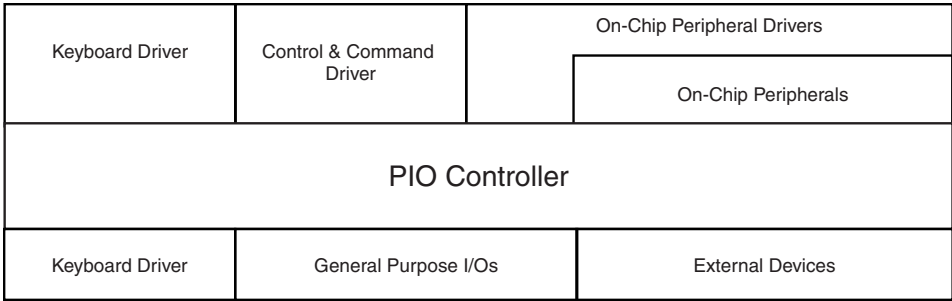 Keyboard Driver
Control & Command
Driver
On-Chip Peripheral Drivers
On-Chip Peripherals
PIO Controller
Keyboard Driver
General Purpose I/Os
External Devices